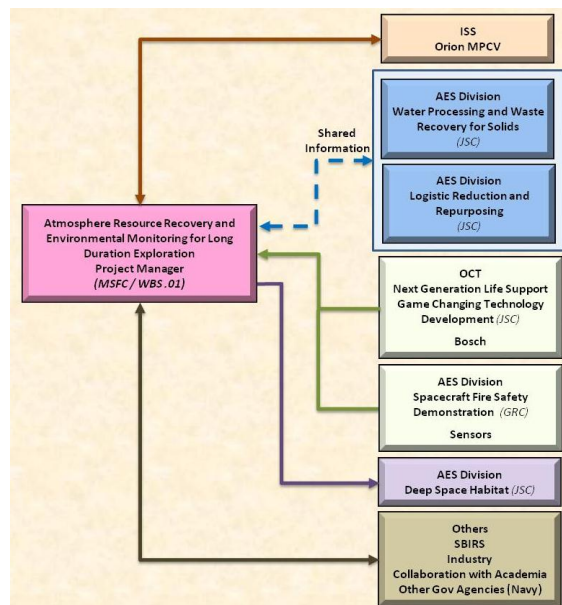 ISS
Orion MPCV
AES Division
Water Processing and Waste
Recovery for Solids
(JSC)
Shared
Information
AES Division
Logistic Reduction and
Repurposing
(JSC)
Atmosphere Resource Recovery and
Environmental Monitoring for Long
Duration Exploration
Project Manager
(MSFC / WBS .01)
OCT
Next Generation Life Support
Game Changing Technology
Development (JSC)
Bosch
AES Division
Spacecraft Fire Safety
Demonstration (GRC)
Sensors
AES Division
Deep Space Habitat (JSC)
Others
SBIRS
Industry
Collaboration with Academia
Other Gov Agencies (Navy)